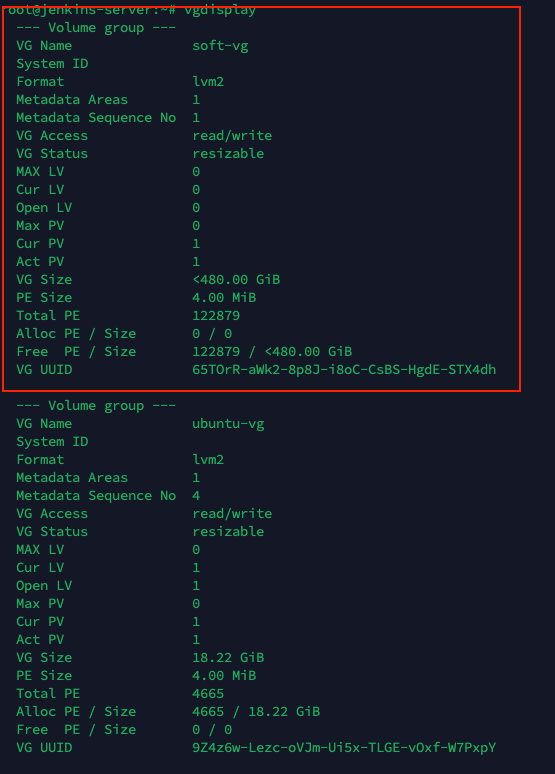 root@jenkins-server:~# vgdisplay
--- Volume group ---
VG Name soft-vg
System ID
Format lvm2
Metadata Areas 1
Metadata Sequence No 1
VG Access read/write
VG Status resizable
MAX LV 0
Cur LV 0
Open LV 0
Max PV 0
Cur PV 1
Act PV 1
VG Size <480.00 GiB
PE Size 4.00 MiB
Total PE 122879
Alloc PE / Size 0 / 0
Free PE / Size 122879 / <480.00 GiB
VG UUID 65TOrR-aWk2-8p8J-i8oC-CsBS-HgdE-STX4dh
--- Volume group ---
VG Name ubuntu-vg
System ID
Format lvm2
Metadata Areas 1
Metadata Sequence No 4
VG Access read/write
VG Status resizable
MAX LV 0
Cur LV 1
Open LV 1
Max PV 0
Cur PV 1
Act PV 1
VG Size 18.22 GiB
PE Size 4.00 MiB
Total PE 4665
Alloc PE / Size 4665 / 18.22 GiB
Free PE / Size 0 / 0
VG UUID 9Z4z6w-Lezc-oVJm-Ui5x-TLGE-vOxf-W7PxpY